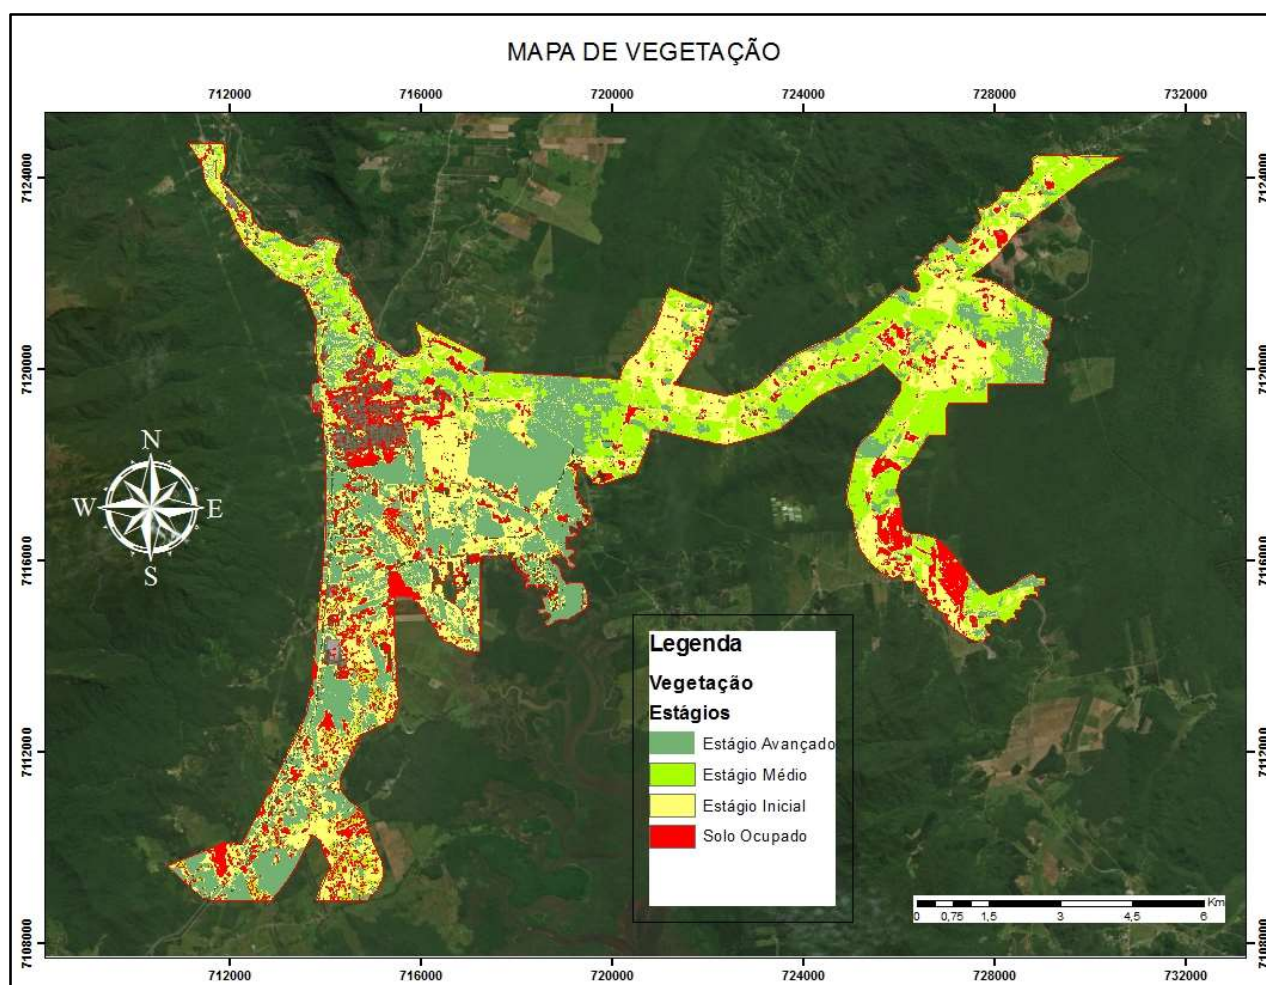 MAPA DE VEGETAÇÃO
712000 716000 720000 724000 728000 732000
7124000 7124000
7120000 7120000
7116000 7116000
7112000 7112000
7108000 7108000
N
W E
S
Legenda
Vegetação
Estágios
Estágio Avançado
Estágio Médio
Estágio Inicial
Solo Ocupado
Km
0 0,75 1,5 3 4,5 6
712000 716000 720000 724000 728000 732000